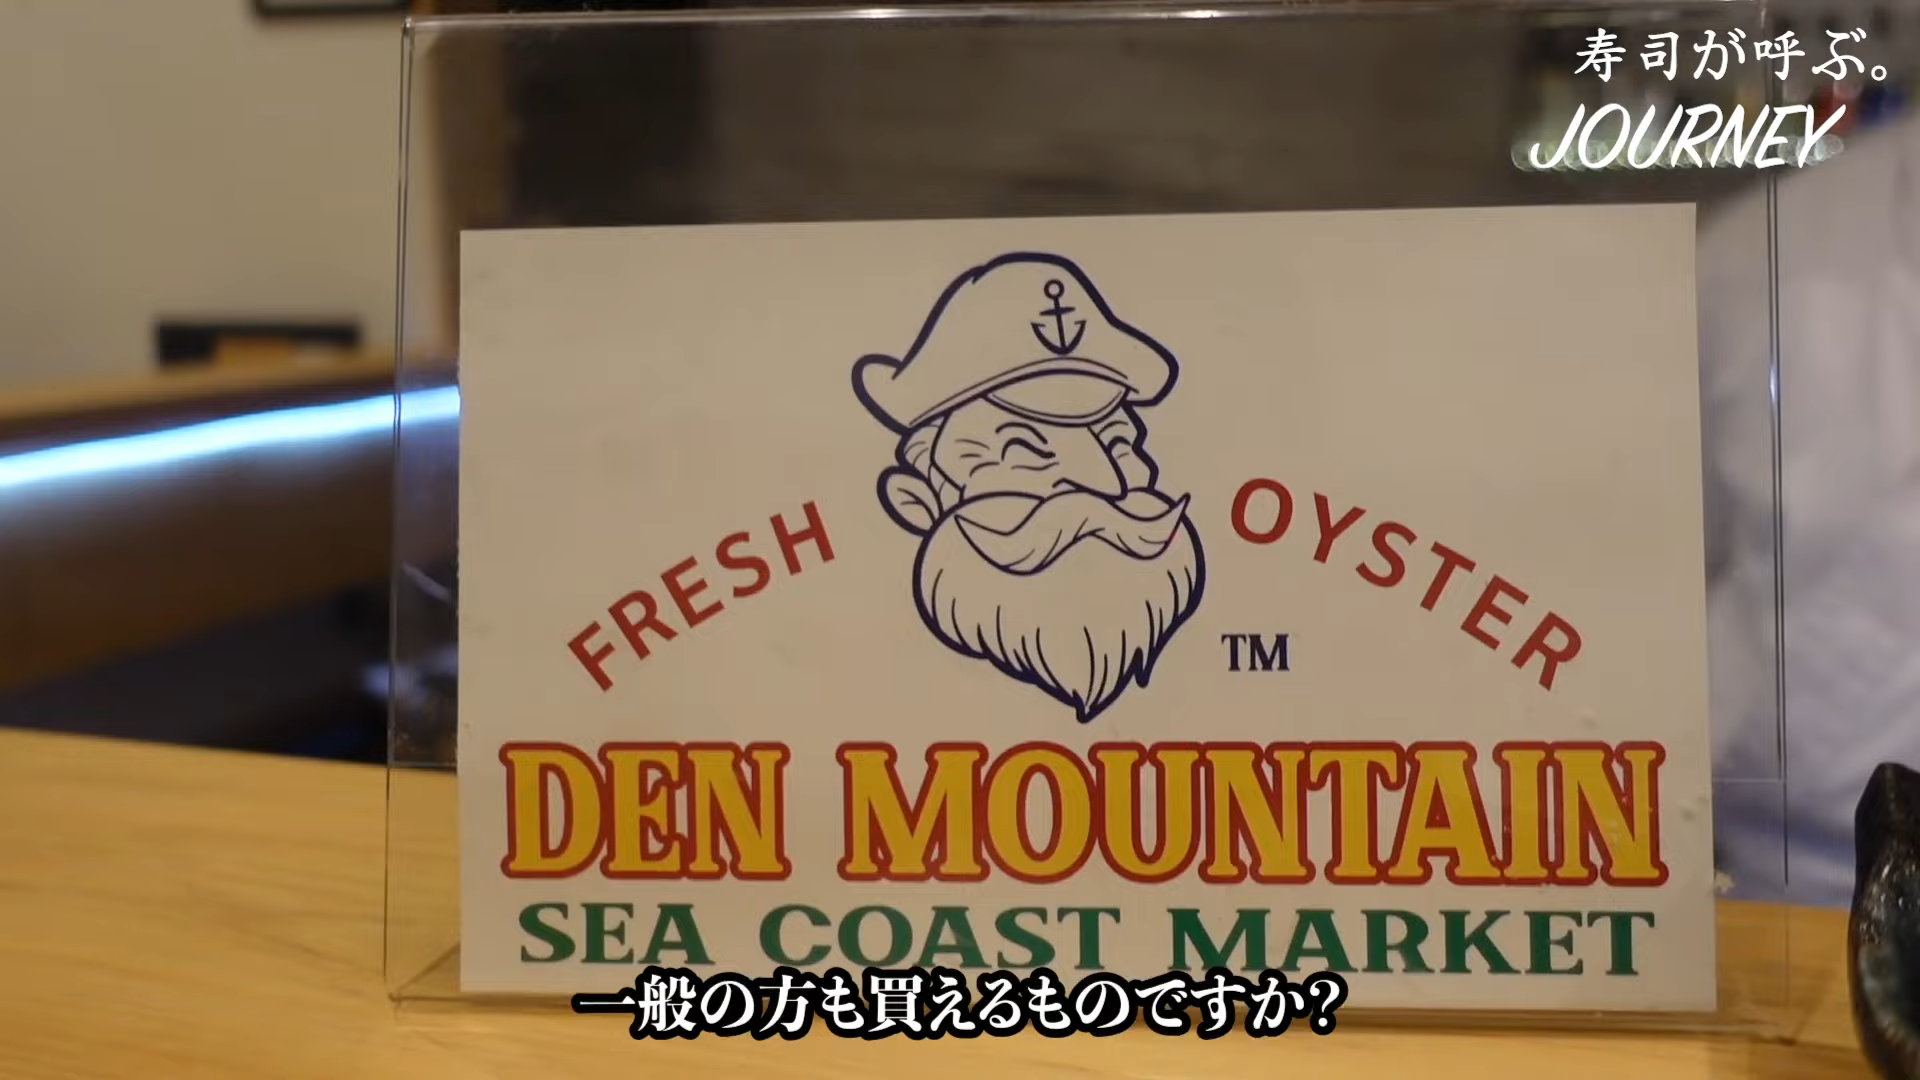 寿司が呼ぶ。
JOURNEY
FRESH OYSTER
TM
DEN MOUNTAIN
SEA COAST MARKET
一般の方も買えるものですか?